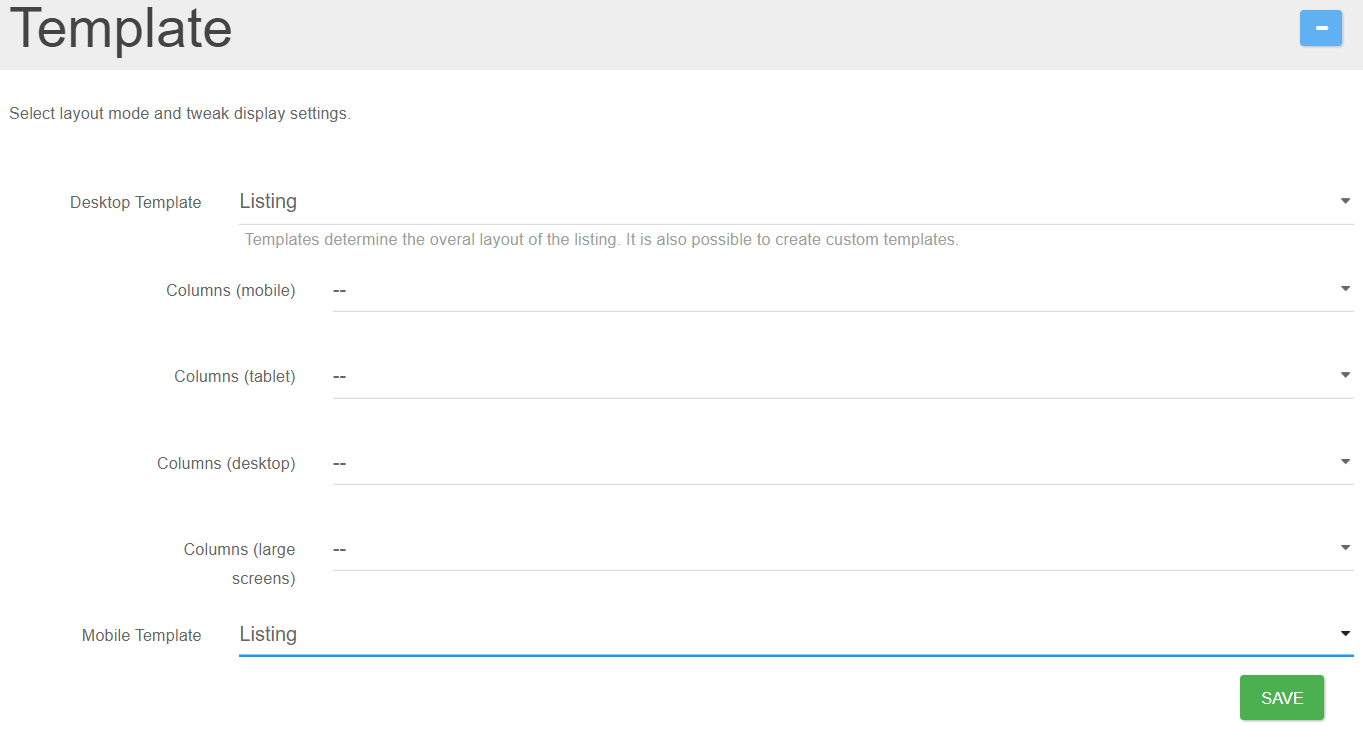 Template
Select layout mode and tweak display settings.
Desktop Template Listing
Templates determine the overal layout of the listing. It is also possible to create custom templates.
Columns (mobile) --
Columns (tablet) --
Columns (desktop) --
Columns (large --
screens)
Mobile Template Listing
SAVE